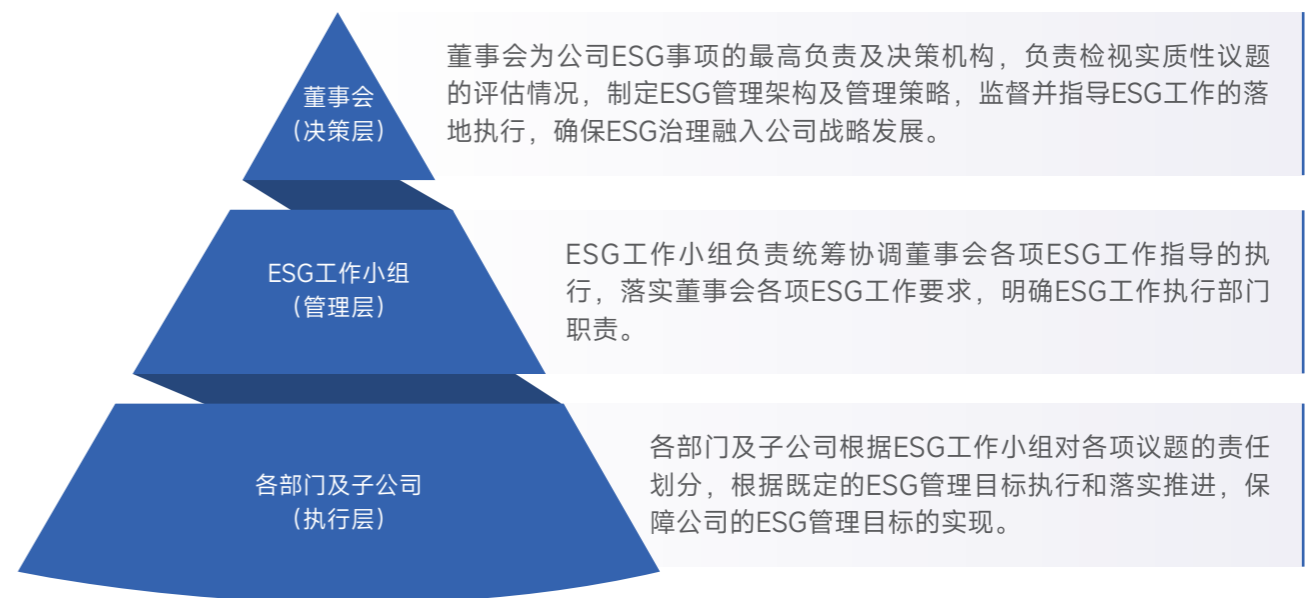 董事会
（决策层）
董事会为公司ESG事项的最高负责及决策机构，负责检视实质性议题
的评估情况，制定ESG管理架构及管理策略，监督并指导ESG工作的落
地执行，确保ESG治理融入公司战略发展。
ESG工作小组
（管理层）
ESG工作小组负责统筹协调董事会各项ESG工作指导的执
行，落实董事会各项ESG工作要求，明确ESG工作执行部门
职责。
各部门及子公司
（执行层）
各部门及子公司根据ESG工作小组对各项议题的责任
划分，根据既定的ESG管理目标执行和落实推进，保
障公司的ESG管理目标的实现。